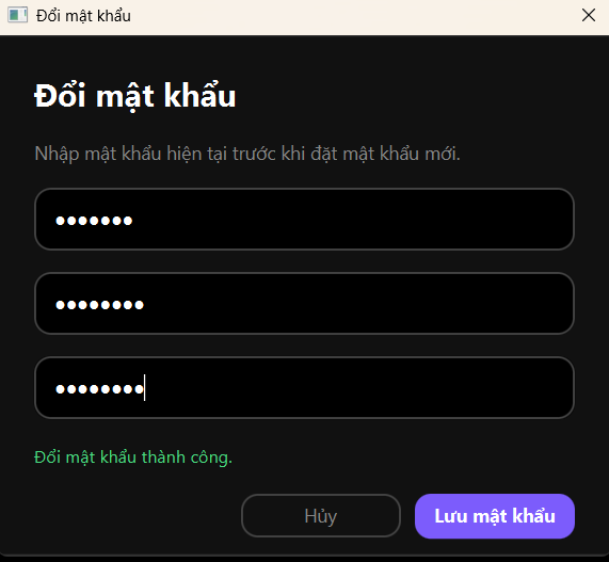 Đổi mật khẩu
Đổi mật khẩu
Nhập mật khẩu hiện tại trước khi đặt mật khẩu mới.
•••••••
••••••••
••••••••
Đổi mật khẩu thành công.
Hủy
Lưu mật khẩu